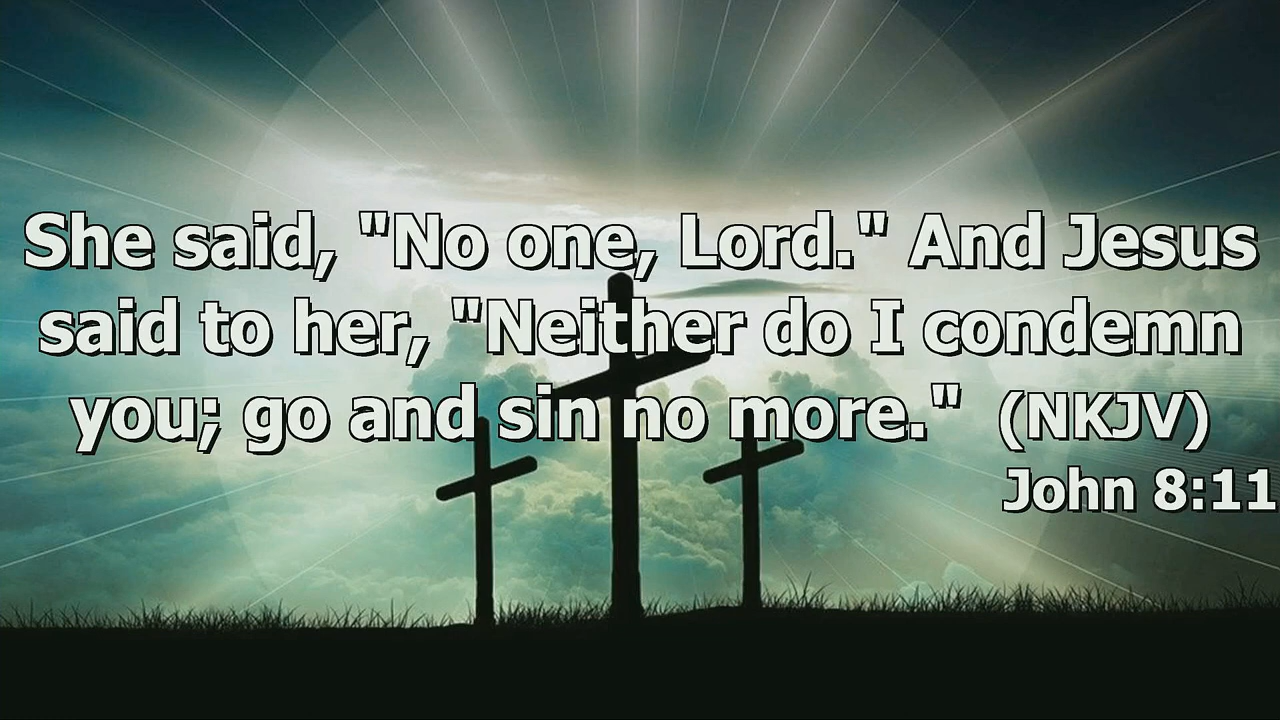 She said, "No one, Lord." And Jesus
said to her, "Neither do I condemn
you; go and sin no more." (NKJV)
John 8:11